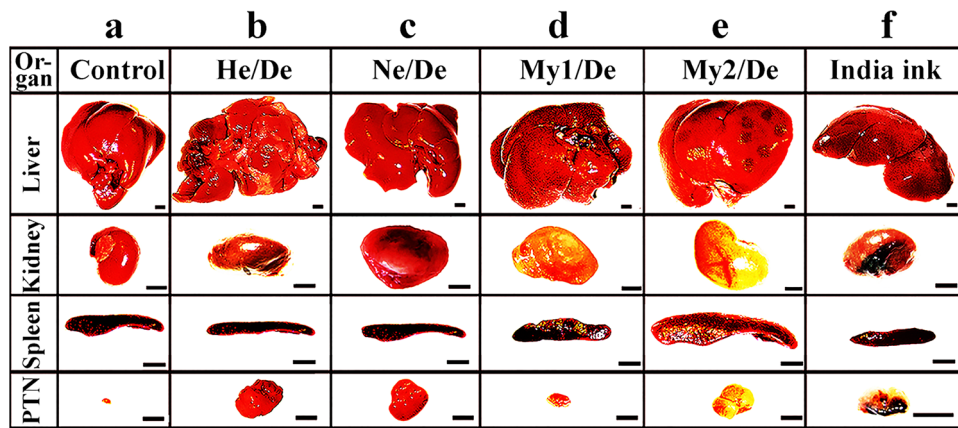 a b c d e f
Or-
gan Control He/De Ne/De My1/De My2/De India ink
Liver
Kidney
Spleen
PTN